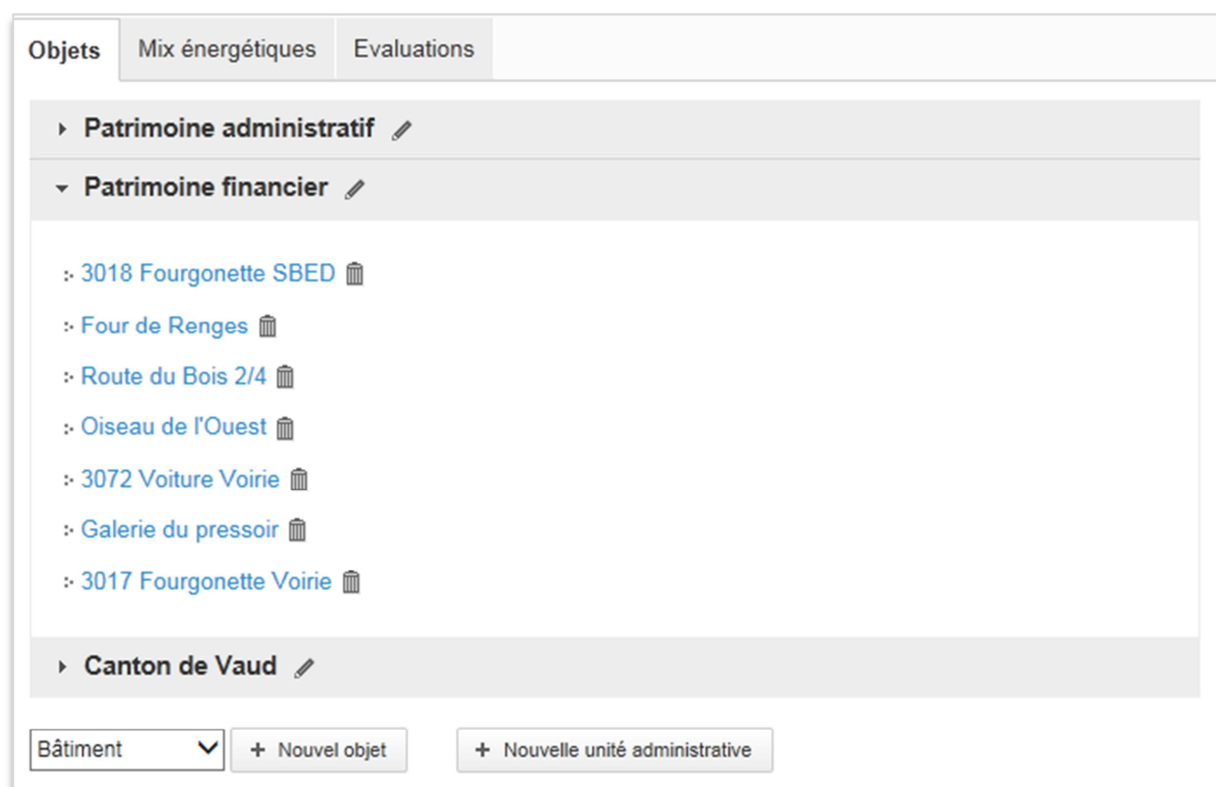 Objets Mix énergétiques Evaluations
Patrimoine administratif
Patrimoine financier
3018 Fourgonette SBED
Four de Renges
Route du Bois 2/4
Oiseau de l'Ouest
3072 Voiture Voirie
Galerie du pressoir
3017 Fourgonette Voirie
Canton de Vaud
Bâtiment + Nouvel objet + Nouvelle unité administrative